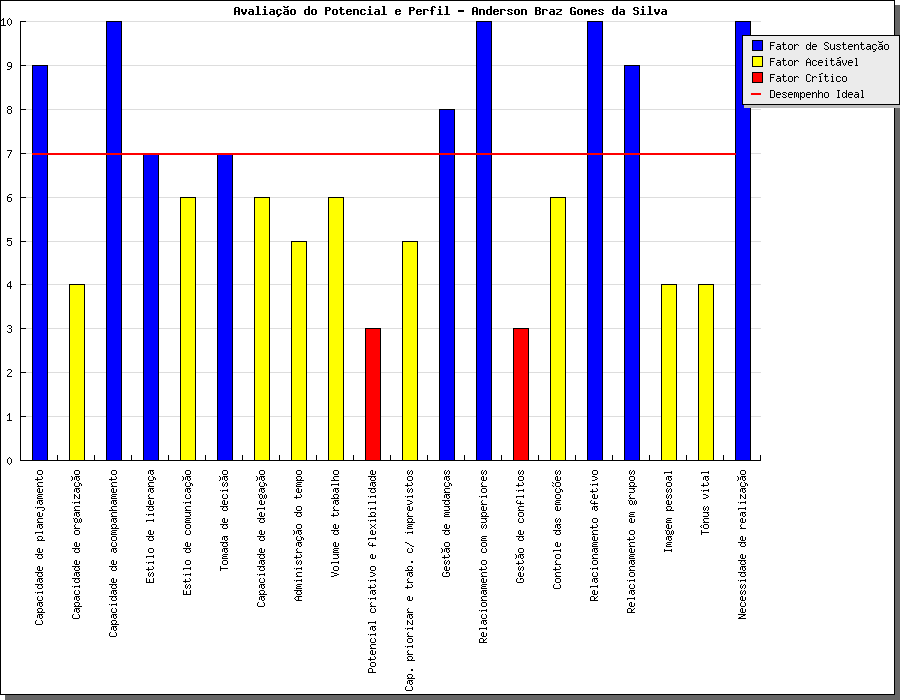 Avaliação do Potencial e Perfil - Anderson Braz Gomes da Silva
10
9
8
7
6
5
4
3
2
1
0
Fator de Sustentação
Fator Aceitável
Fator Crítico
Desempenho Ideal
Capacidade de planejamento
Capacidade de organização
Capacidade de acompanhamento
Estilo de liderança
Estilo de comunicação
Tomada de decisão
Capacidade de delegação
Administração do tempo
Volume de trabalho
Potencial criativo e flexibilidade
Cap. priorizar e trab. c/ imprevistos
Gestão de mudanças
Relacionamento com superiores
Gestão de conflitos
Controle das emoções
Relacionamento afetivo
Relacionamento em grupos
Imagem pessoal
Tônus vital
Necessidade de realização